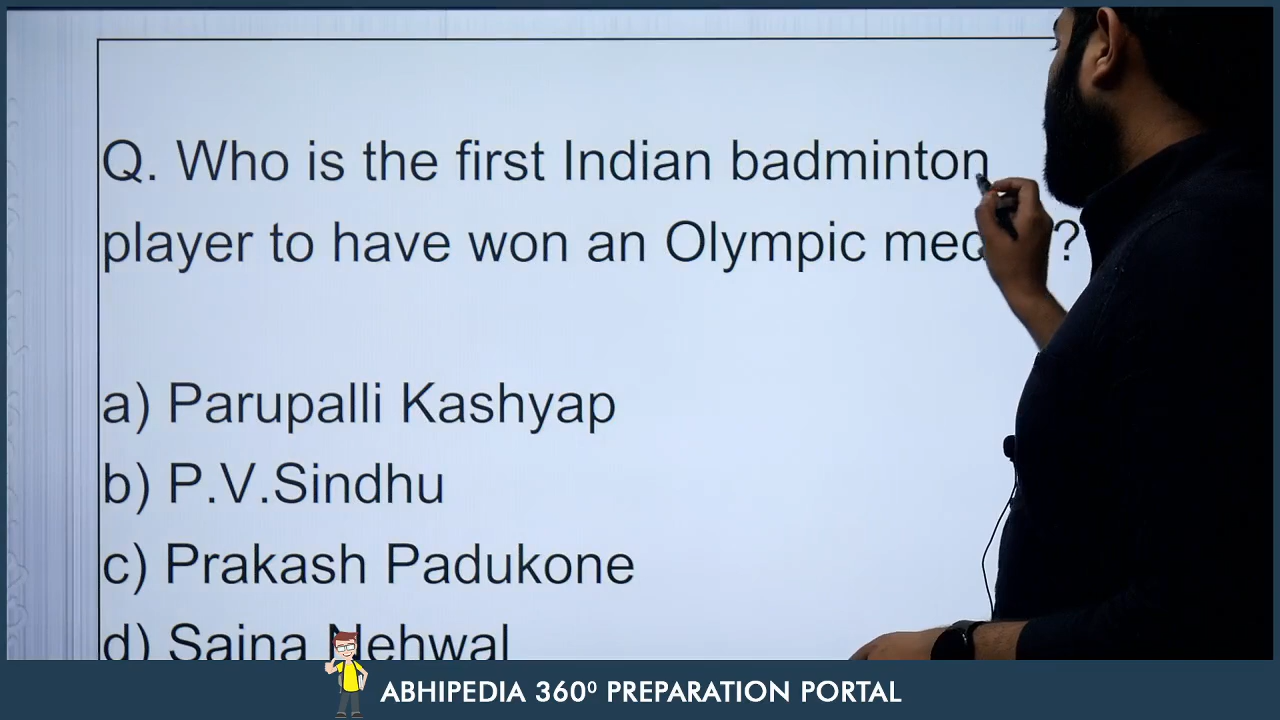 Q. Who is the first Indian badminton
player to have won an Olympic med ?
a) Parupalli Kashyap
b) P.V.Sindhu
c) Prakash Padukone
d) Saina Nehwal
ABHIPEDIA 360⁰ PREPARATION PORTAL